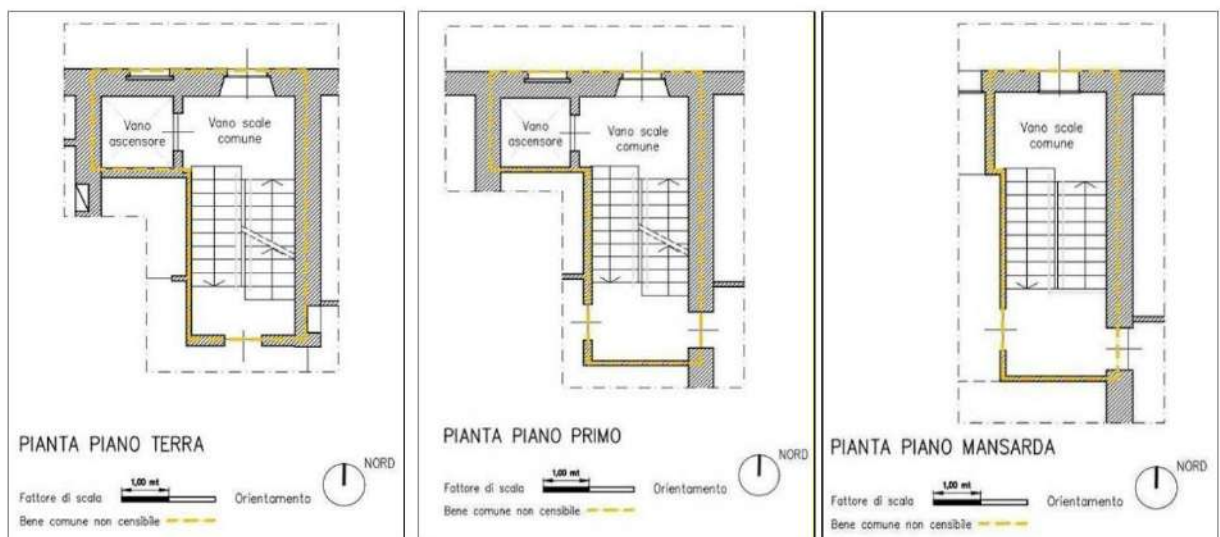 Vano
ascensore
Vano scale
comune
PIANTA PIANO TERRA
1,00 mt
NORD
Fattore di scala
Orientamento
Bene comune non censibile
Vano
ascensore
Vano scale
comune
PIANTA PIANO PRIMO
1,00 mt
NORD
Fattore di scala
Orientamento
Bene comune non censibile
Vano scale
comune
PIANTA PIANO MANSARDA
1,00 mt
NORD
Fattore di scala
Orientamento
Bene comune non censibile